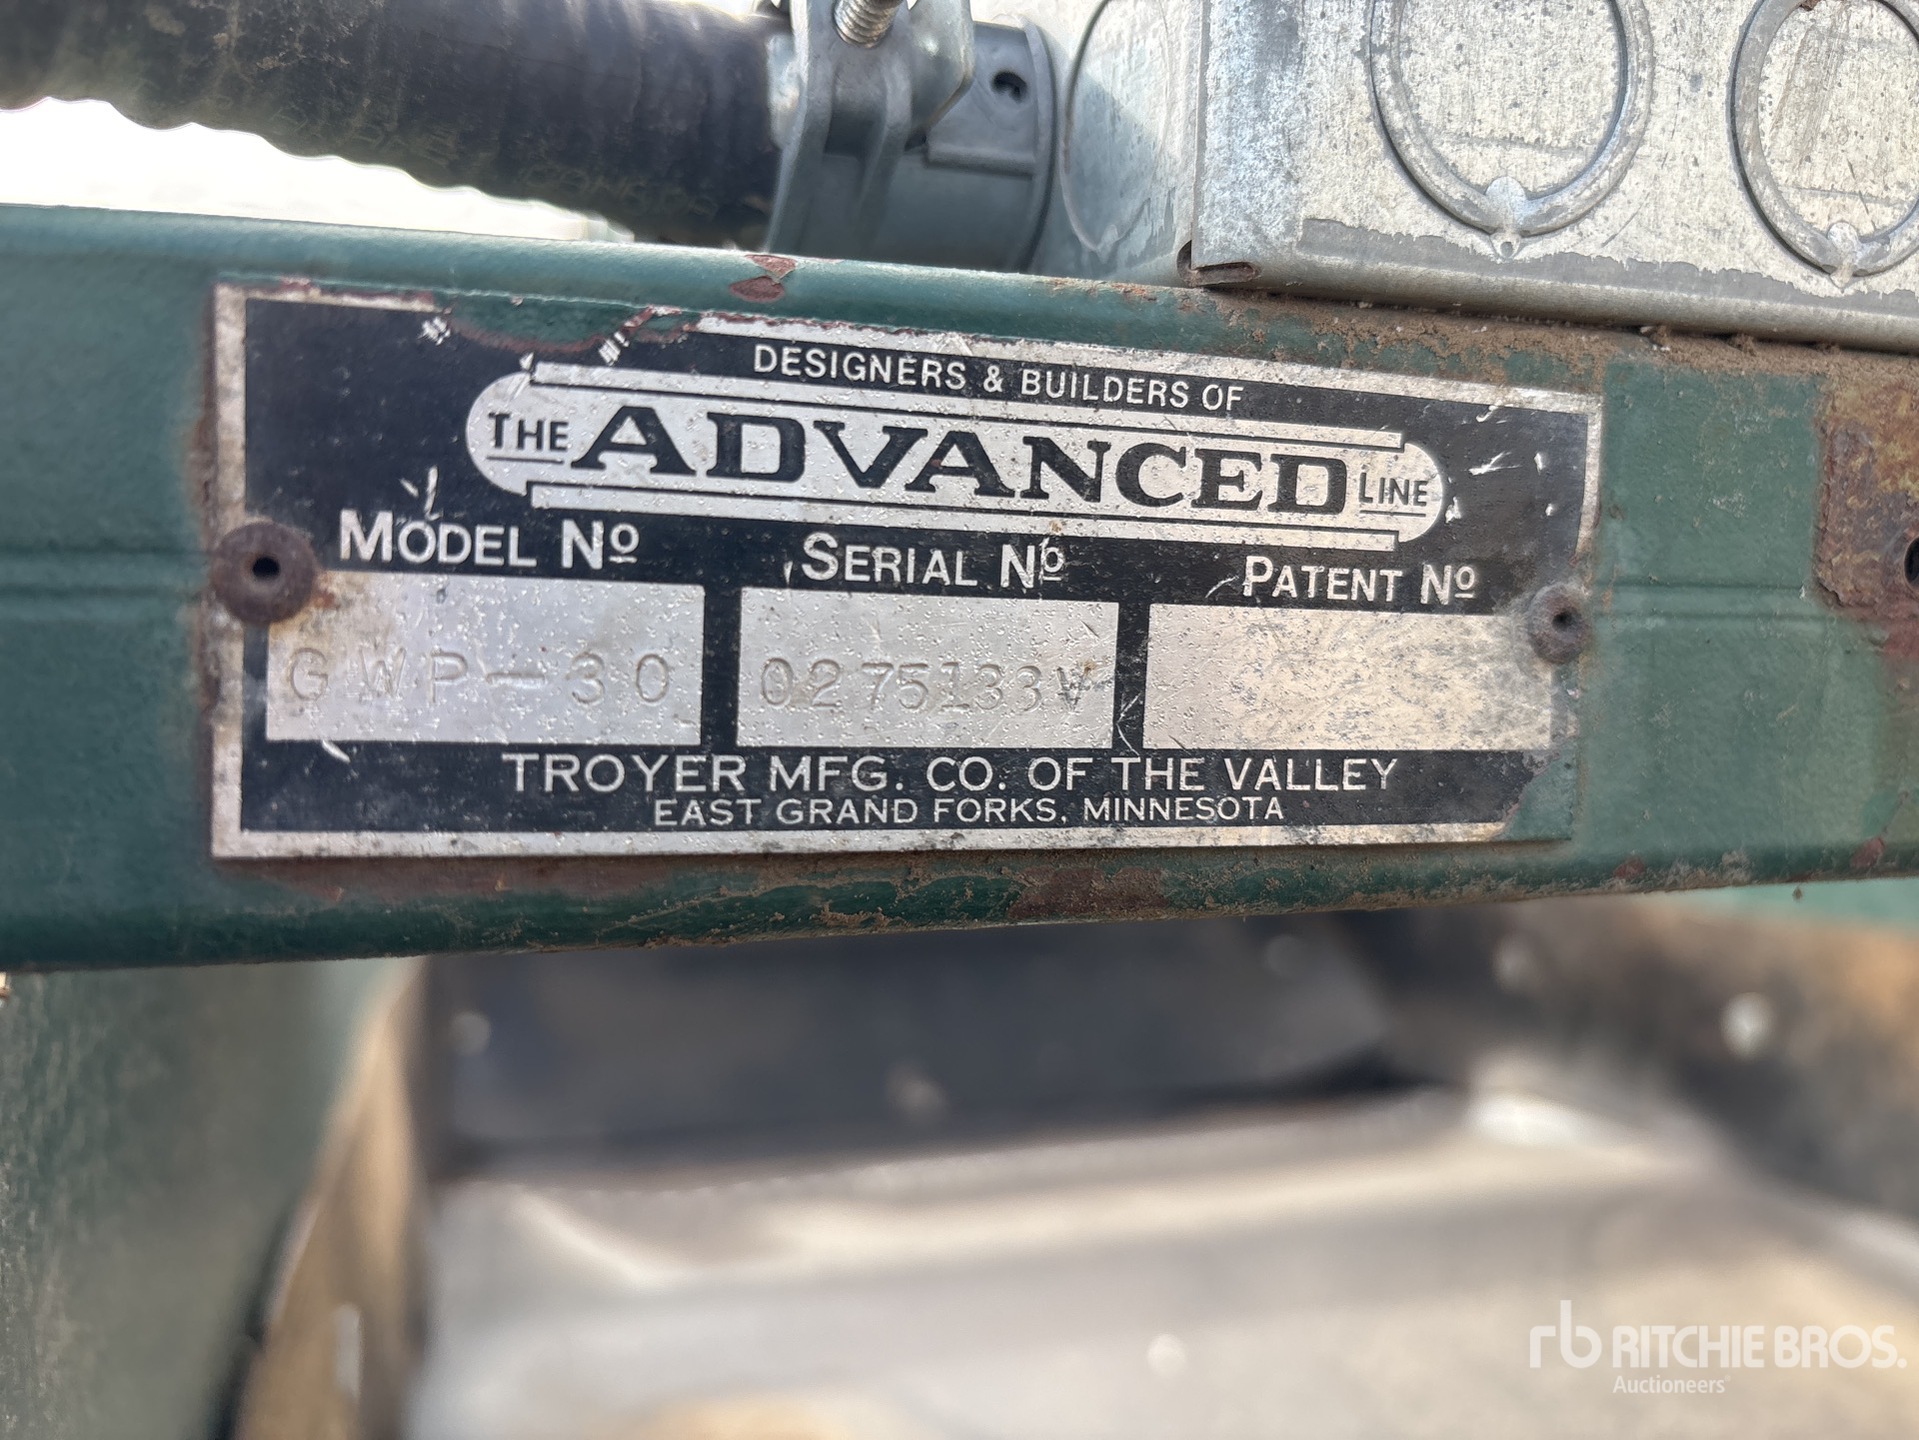 DESIGNERS & BUILDERS OF
THE ADVANCED LINE
MODEL Nº SERIAL Nº PATENT Nº
GWP-30 0275133V
TROYER MFG. CO. OF THE VALLEY
EAST GRAND FORKS, MINNESOTA
rb RITCHIE BROS.
Auctioneers